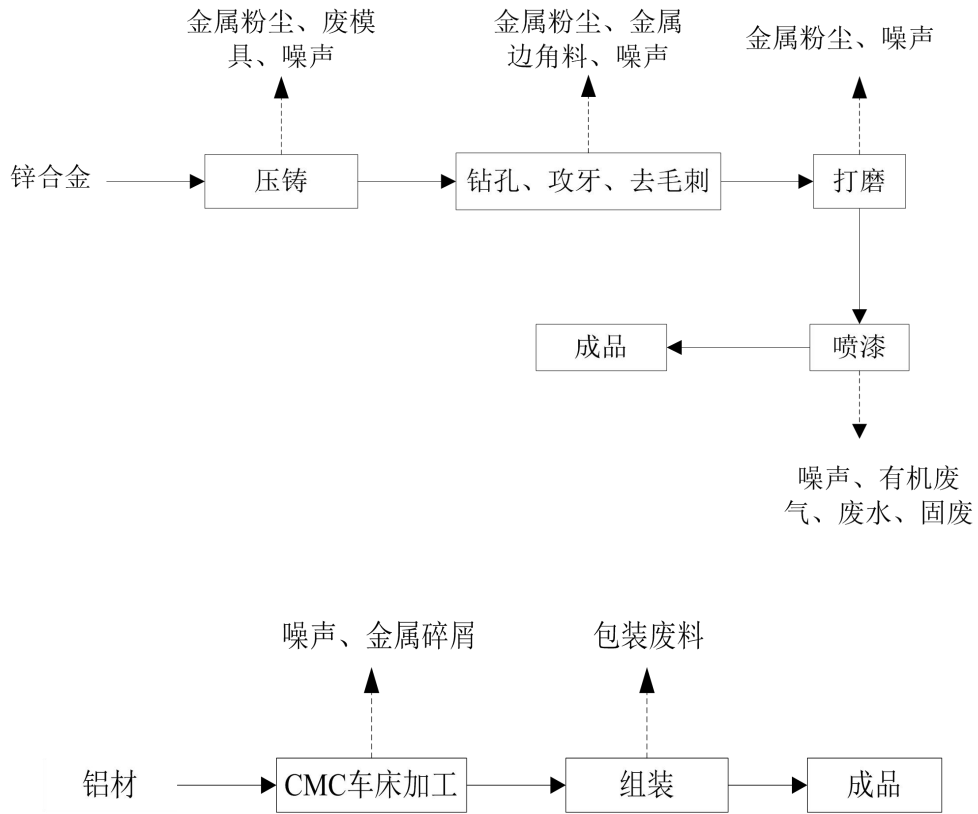 金属粉尘、废模
具、噪声
金属粉尘、金属
边角料、噪声
金属粉尘、噪声
锌合金
压铸
钻孔、攻牙、去毛刺
打磨
成品
喷漆
噪声、有机废
气、废水、固废
噪声、金属碎屑
包装废料
铝材
CMC车床加工
组装
成品